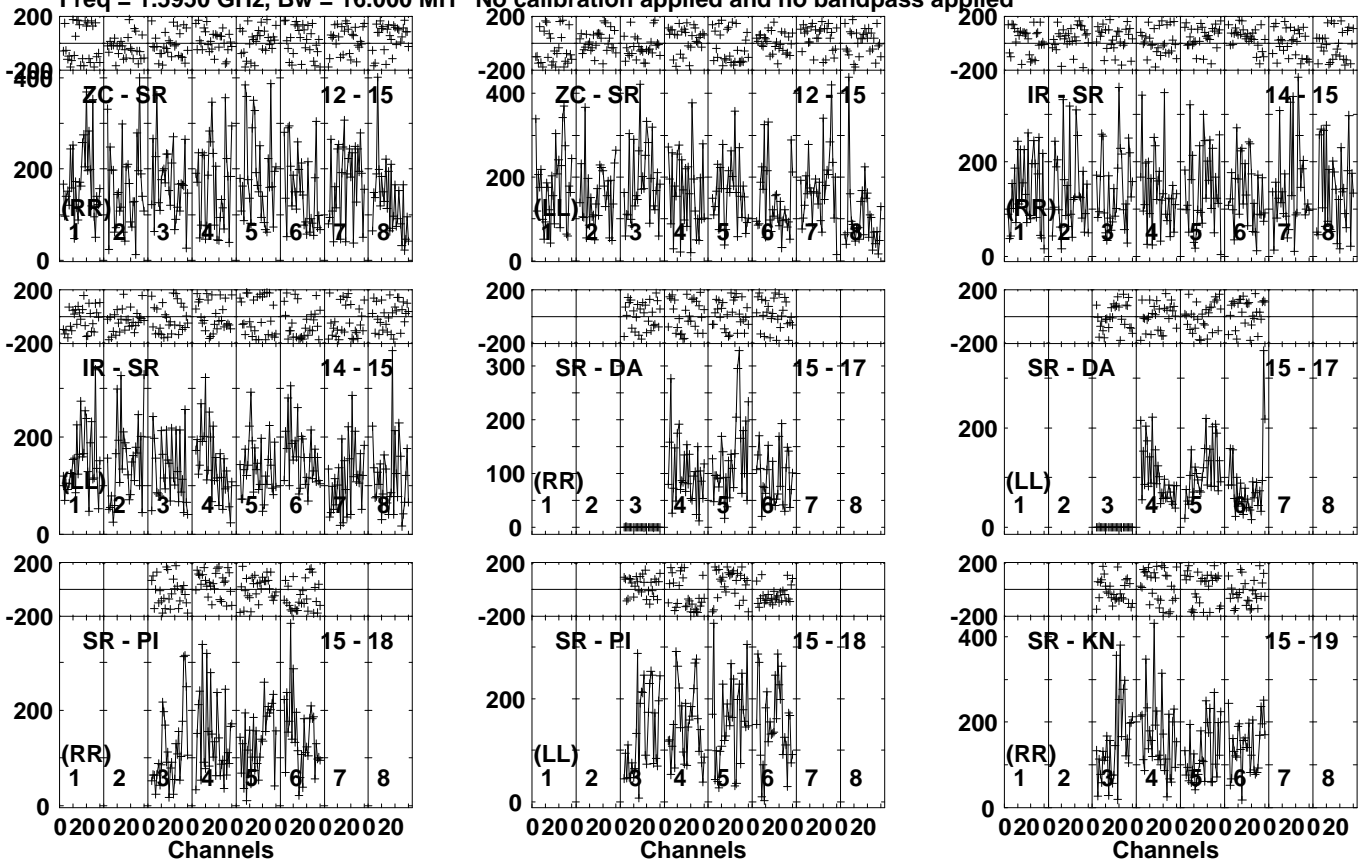 Freq = 1.5950 GHz, Bw = 16.000 MH No calibration applied and no bandpass applied
200 200 200
-200 -200 -200
400 ZC - SR 12 - 15 400 ZC - SR 12 - 15 IR - SR 14 - 15
200 200 200
(RR) (LL) (RR)
1 2 3 4 5 6 7 8 1 2 3 4 5 6 7 8 1 2 3 4 5 6 7 8
0 0 0
200 200 200
-200 -200 -200
IR - SR 14 - 15 300 SR - DA 15 - 17 SR - DA 15 - 17
200 200 200
100
(LL) (RR) (LL)
1 2 3 4 5 6 7 8 1 2 3 4 5 6 7 8 1 2 3 4 5 6 7 8
0 0 0
200 200 200
-200 -200 -200
SR - PI 15 - 18 SR - PI 15 - 18 400 SR - KN 15 - 19
200 200 200
(RR) (LL) (RR)
1 2 3 4 5 6 7 8 1 2 3 4 5 6 7 8 1 2 3 4 5 6 7 8
0 0 0
0 20 0 20 0 20 0 20 0 20 0 20 0 20 0 20 0 20 0 20 0 20 0 20 0 20 0 20 0 20 0 20 0 20 0 20 0 20 0 20 0 20 0 20 0 20 0 20
Channels Channels Channels